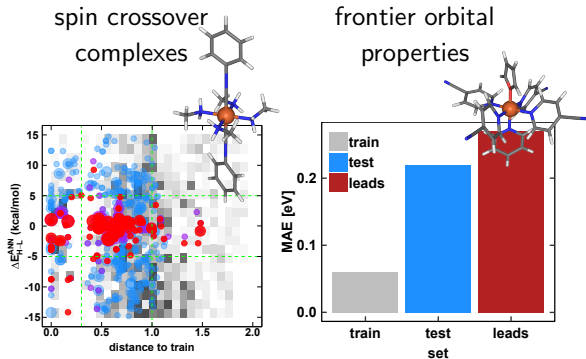 spin crossover
complexes
frontier orbital
properties
ΔE^ANN_H-L (kcal/mol)
15
10
5
0
-5
-10
-15
0.0 0.5 1.0 1.5 2.0
distance to train
MAE [eV]
0.2
0.1
0.0
train
test
leads
train test leads
set